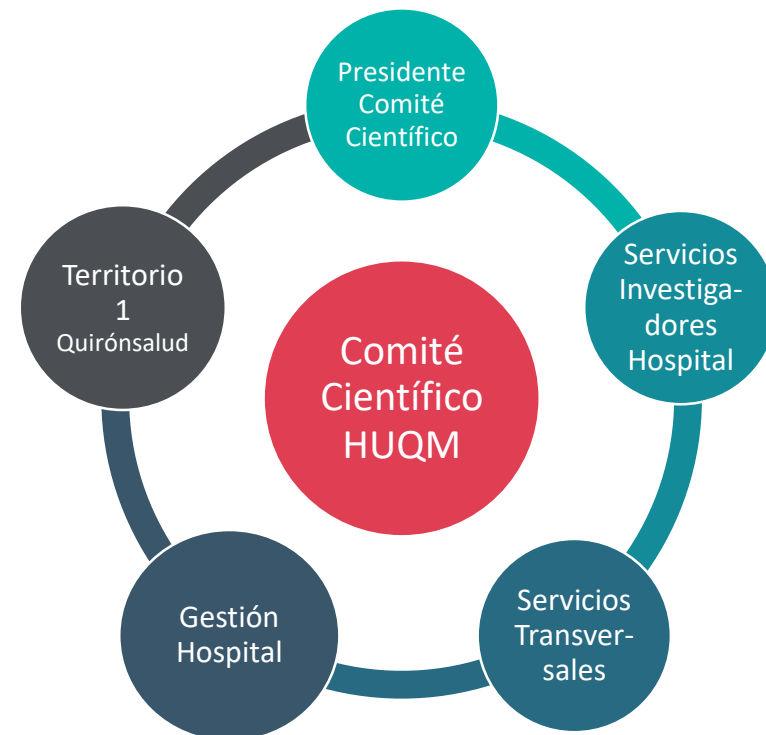 Presidente
Comité
Científico
Servicios
Investiga-
dores
Hospital
Territorio
1
Quirónsalud
Comité
Científico
HUQM
Servicios
Transver-
sales
Gestión
Hospital